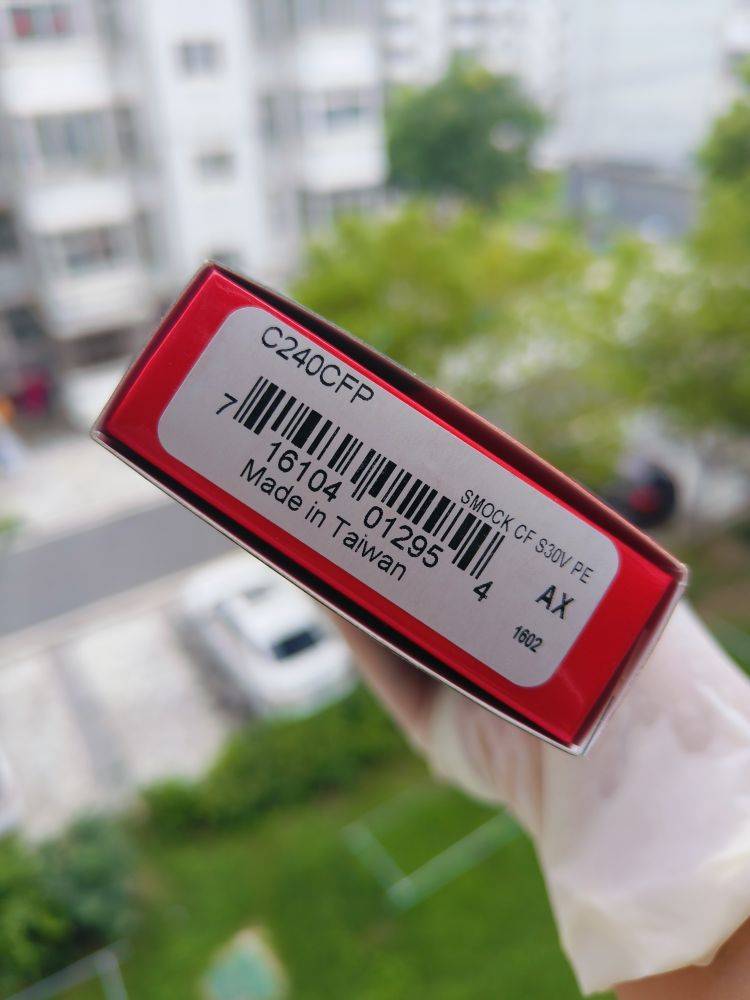 C240CFP
7 16104 01295 4
Made in Taiwan
SMOCK CF S30V PE
AX
1602